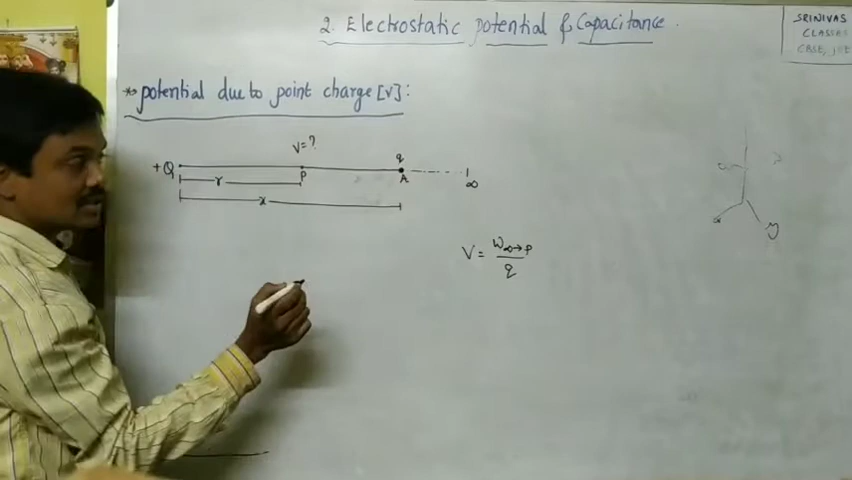 2. Electrostatic potential & Capacitance.
SRINIVAS
CLASSES
CBSE, JEE
* potential due to point charge [V]:
V=?
q
+Q
P
A
∞
r
x
V = W∞→P / q
y